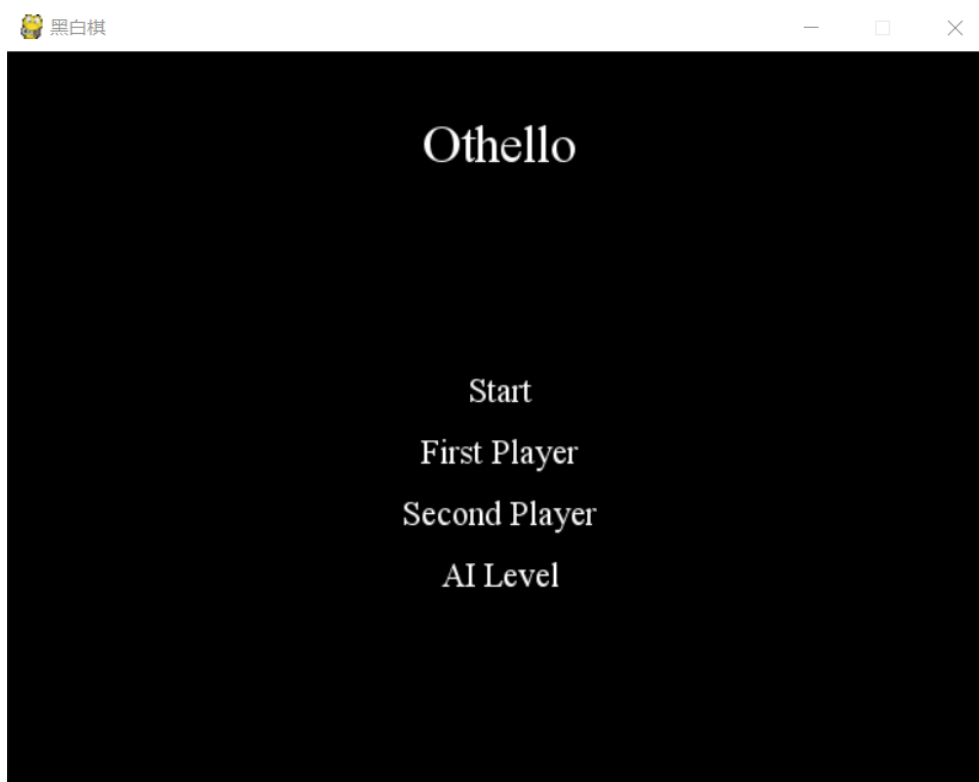 黑白棋
Othello
Start
First Player
Second Player
AI Level